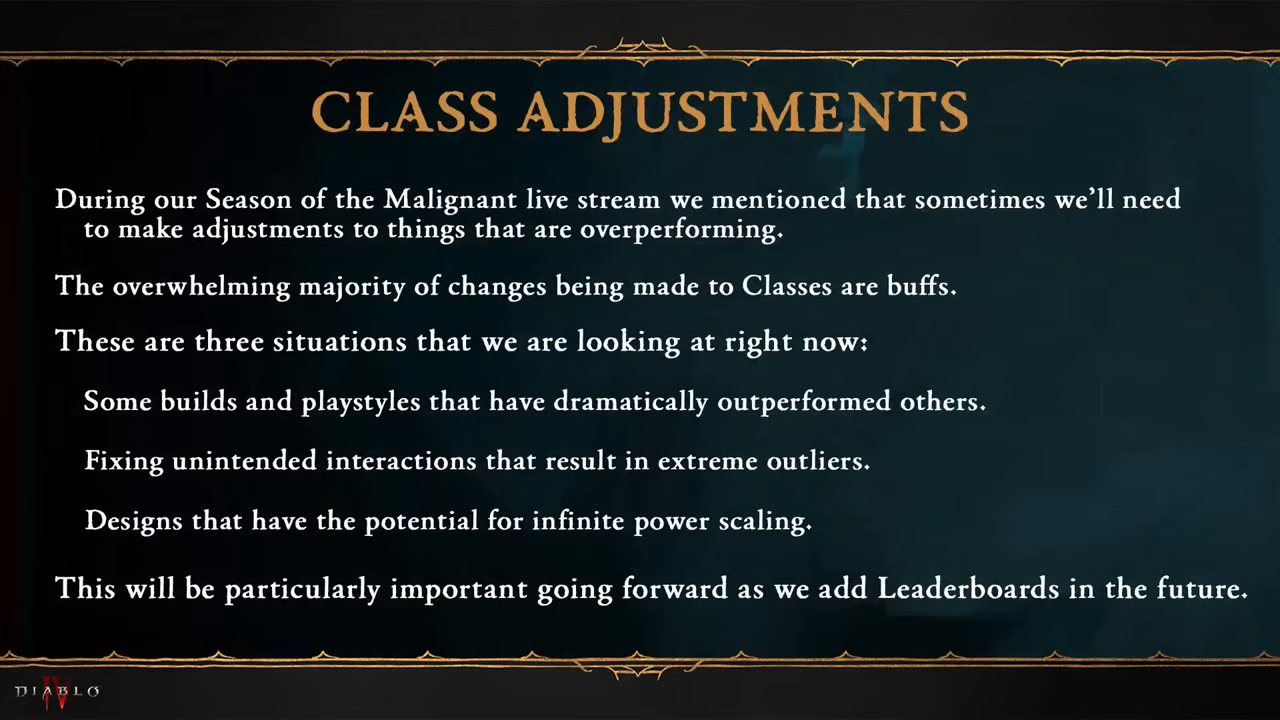 CLASS ADJUSTMENTS
During our Season of the Malignant live stream we mentioned that sometimes we’ll need
to make adjustments to things that are overperforming.
The overwhelming majority of changes being made to Classes are buffs.
These are three situations that we are looking at right now:
Some builds and playstyles that have dramatically outperformed others.
Fixing unintended interactions that result in extreme outliers.
Designs that have the potential for infinite power scaling.
This will be particularly important going forward as we add Leaderboards in the future.
DIABLO IV